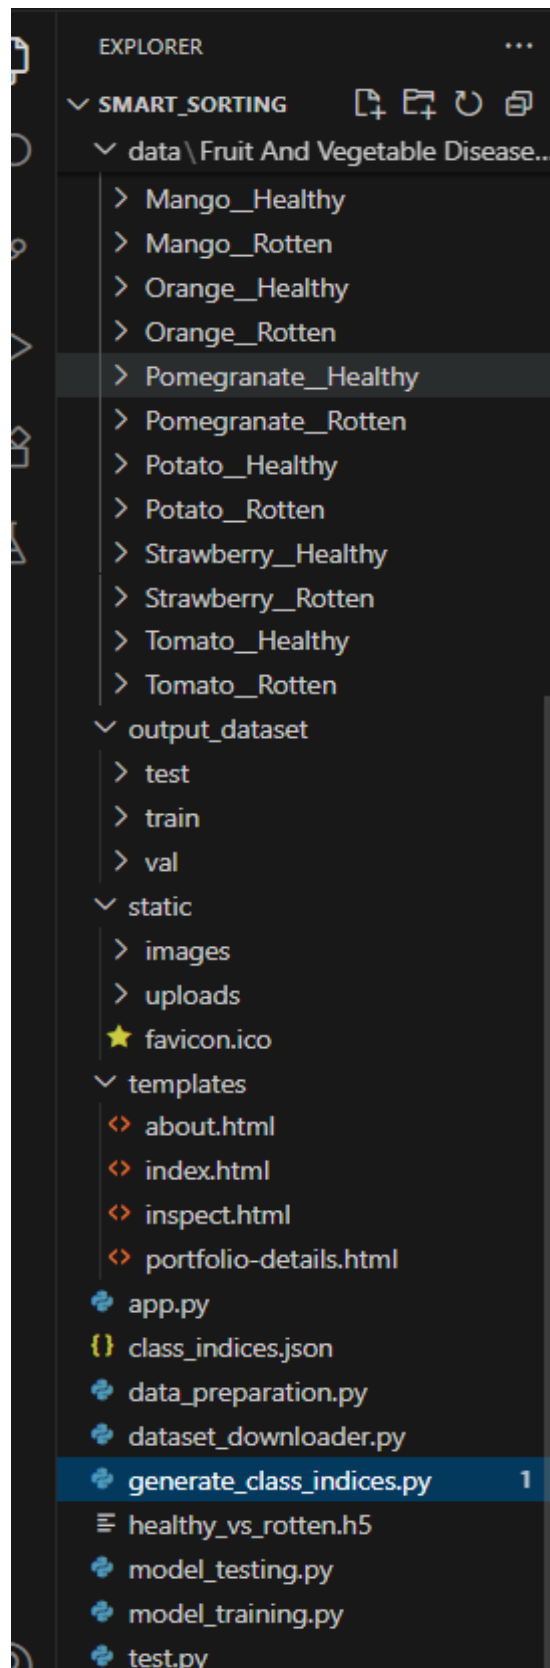 EXPLORER
SMART_SORTING
data\Fruit And Vegetable Disease...
Mango__Healthy
Mango__Rotten
Orange__Healthy
Orange__Rotten
Pomegranate__Healthy
Pomegranate__Rotten
Potato__Healthy
Potato__Rotten
Strawberry__Healthy
Strawberry__Rotten
Tomato__Healthy
Tomato__Rotten
output_dataset
test
train
val
static
images
uploads
favicon.ico
templates
about.html
index.html
inspect.html
portfolio-details.html
app.py
class_indices.json
data_preparation.py
dataset_downloader.py
generate_class_indices.py 1
healthy_vs_rotten.h5
model_testing.py
model_training.py
test.py